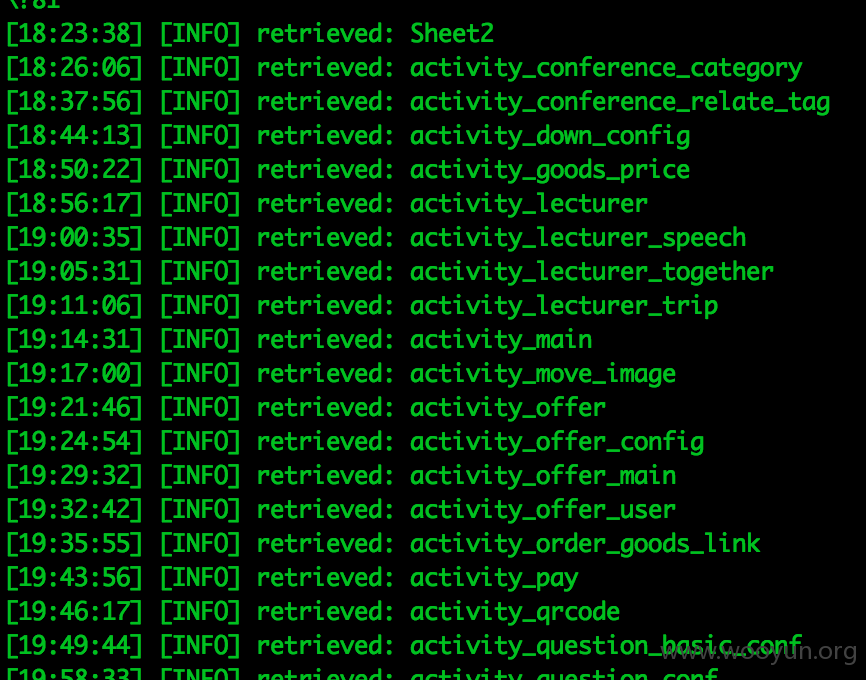 [18:23:38] [INFO] retrieved: Sheet2
[18:26:06] [INFO] retrieved: activity_conference_category
[18:37:56] [INFO] retrieved: activity_conference_relate_tag
[18:44:13] [INFO] retrieved: activity_down_config
[18:50:22] [INFO] retrieved: activity_goods_price
[18:56:17] [INFO] retrieved: activity_lecturer
[19:00:35] [INFO] retrieved: activity_lecturer_speech
[19:05:31] [INFO] retrieved: activity_lecturer_together
[19:11:06] [INFO] retrieved: activity_lecturer_trip
[19:14:31] [INFO] retrieved: activity_main
[19:17:00] [INFO] retrieved: activity_move_image
[19:21:46] [INFO] retrieved: activity_offer
[19:24:54] [INFO] retrieved: activity_offer_config
[19:29:32] [INFO] retrieved: activity_offer_main
[19:32:42] [INFO] retrieved: activity_offer_user
[19:35:55] [INFO] retrieved: activity_order_goods_link
[19:43:56] [INFO] retrieved: activity_pay
[19:46:17] [INFO] retrieved: activity_qrcode
[19:49:44] [INFO] retrieved: activity_question_basic_conf
www.wooyun.org
[19:58:33] [INFO] retrieved: activity_question_conf